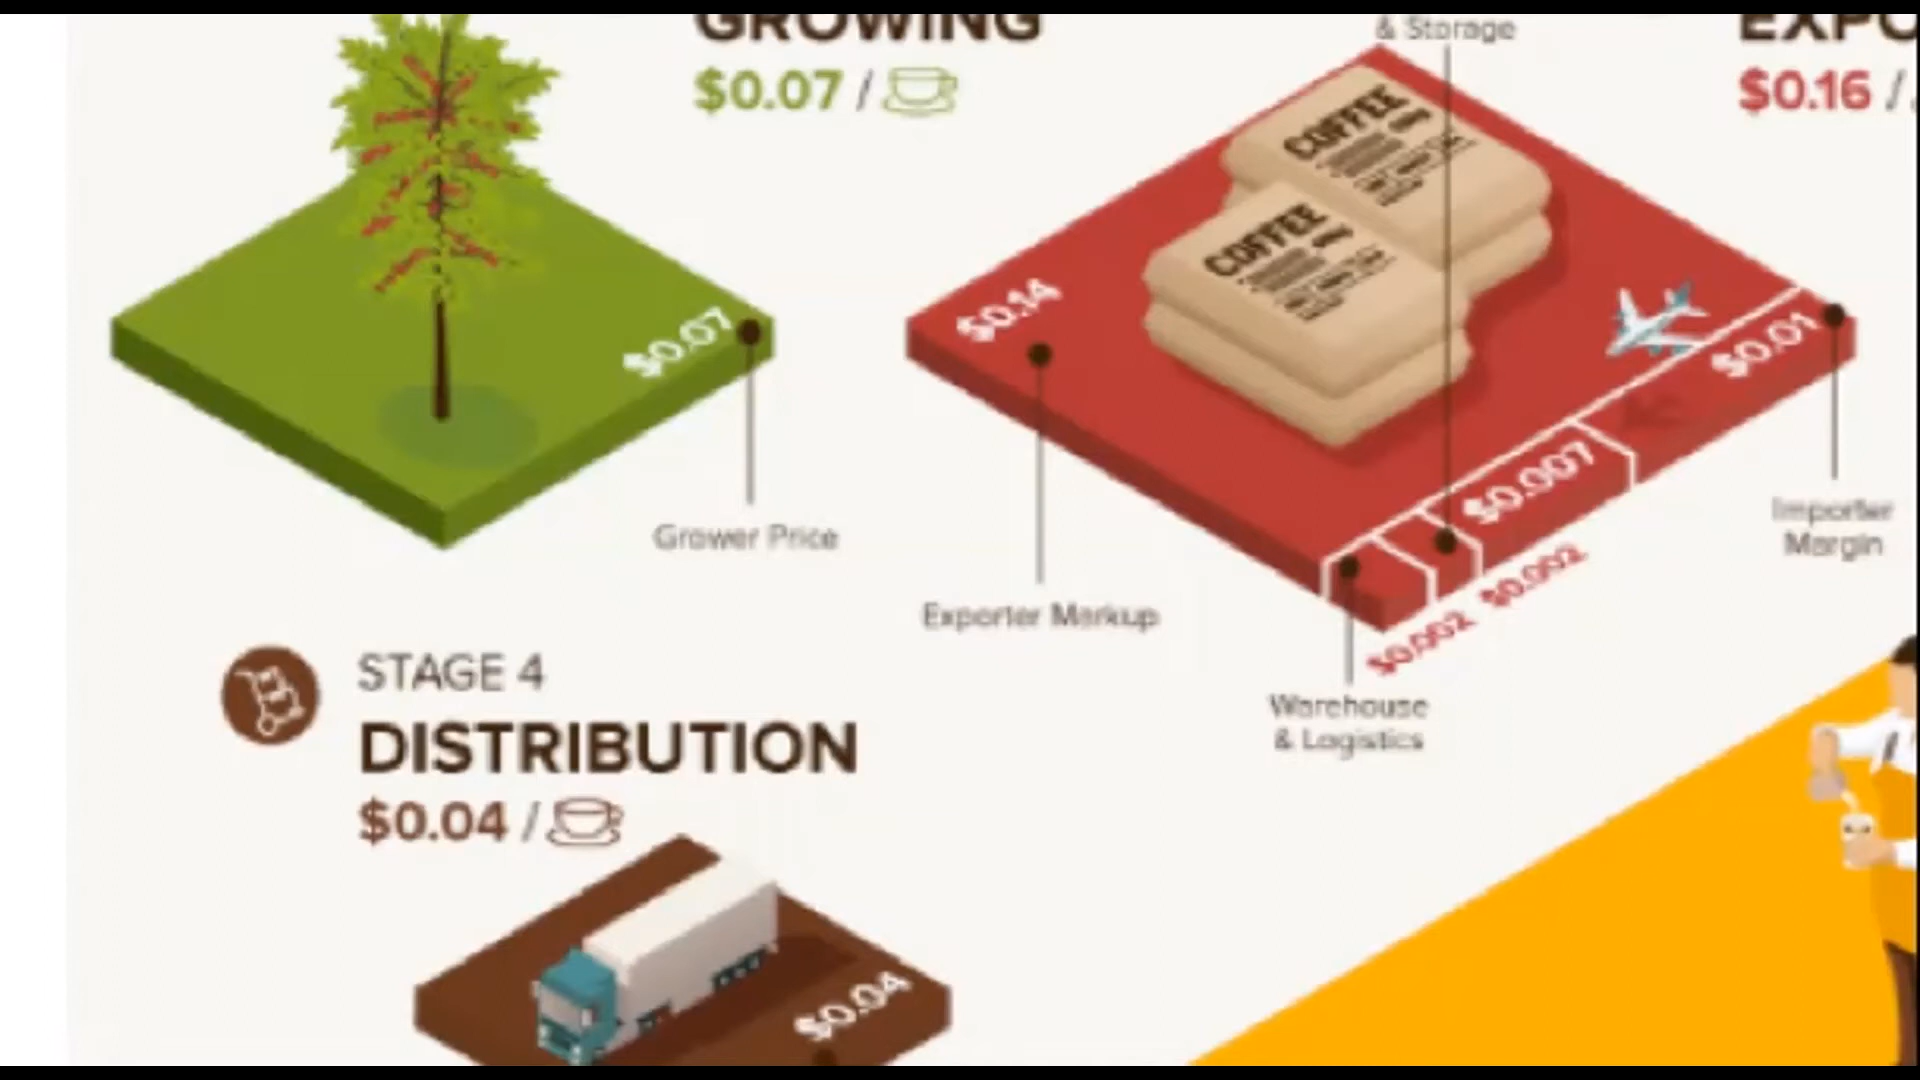 GROWING
$0.07 /
& Storage
EXPO
$0.16 /
COFFEE
COFFEE
$0.07
$0.14
$0.01
$0.007
$0.002
$0.002
Grower Price
Exporter Markup
Importer
Margin
Warehouse
& Logistics
STAGE 4
DISTRIBUTION
$0.04 /
$0.04